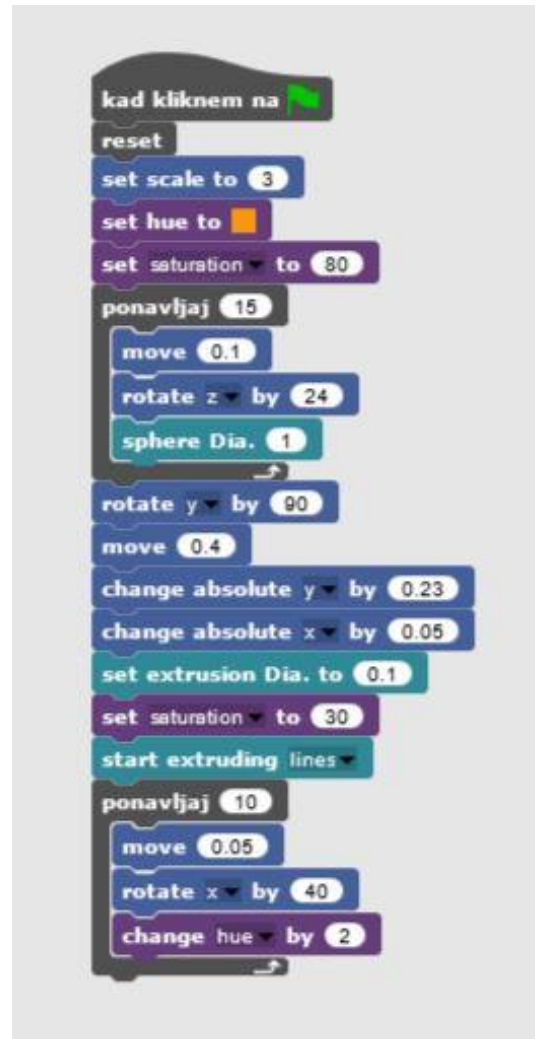 kad kliknem na
reset
set scale to 3
set hue to
set saturation to 80
ponavljaj 15
move 0.1
rotate z by 24
sphere Dia. 1
rotate y by 90
move 0.4
change absolute y by 0.23
change absolute x by 0.05
set extrusion Dia. to 0.1
set saturation to 30
start extruding lines
ponavljaj 10
move 0.05
rotate x by 40
change hue by 2